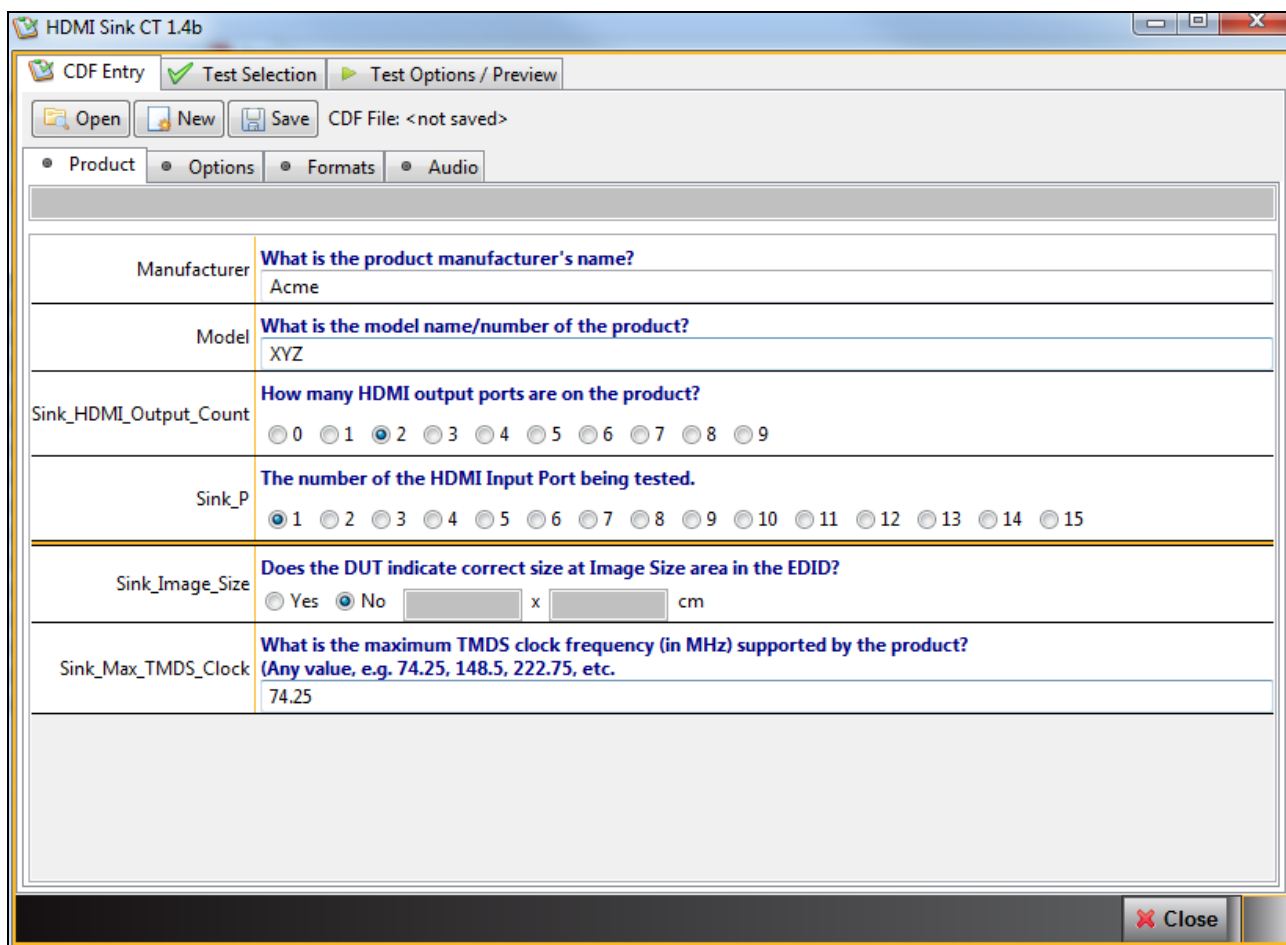 HDMI Sink CT 1.4b
CDF Entry Test Selection Test Options / Preview
Open New Save CDF File: <not saved>
Product Options Formats Audio
What is the product manufacturer's name?
Manufacturer
Acme
What is the model name/number of the product?
Model
XYZ
How many HDMI output ports are on the product?
Sink_HDMI_Output_Count
0 1 2 3 4 5 6 7 8 9
The number of the HDMI Input Port being tested.
Sink_P
1 2 3 4 5 6 7 8 9 10 11 12 13 14 15
Does the DUT indicate correct size at Image Size area in the EDID?
Sink_Image_Size
Yes No x cm
What is the maximum TMDS clock frequency (in MHz) supported by the product?
Sink_Max_TMDS_Clock (Any value, e.g. 74.25, 148.5, 222.75, etc.
74.25
Close